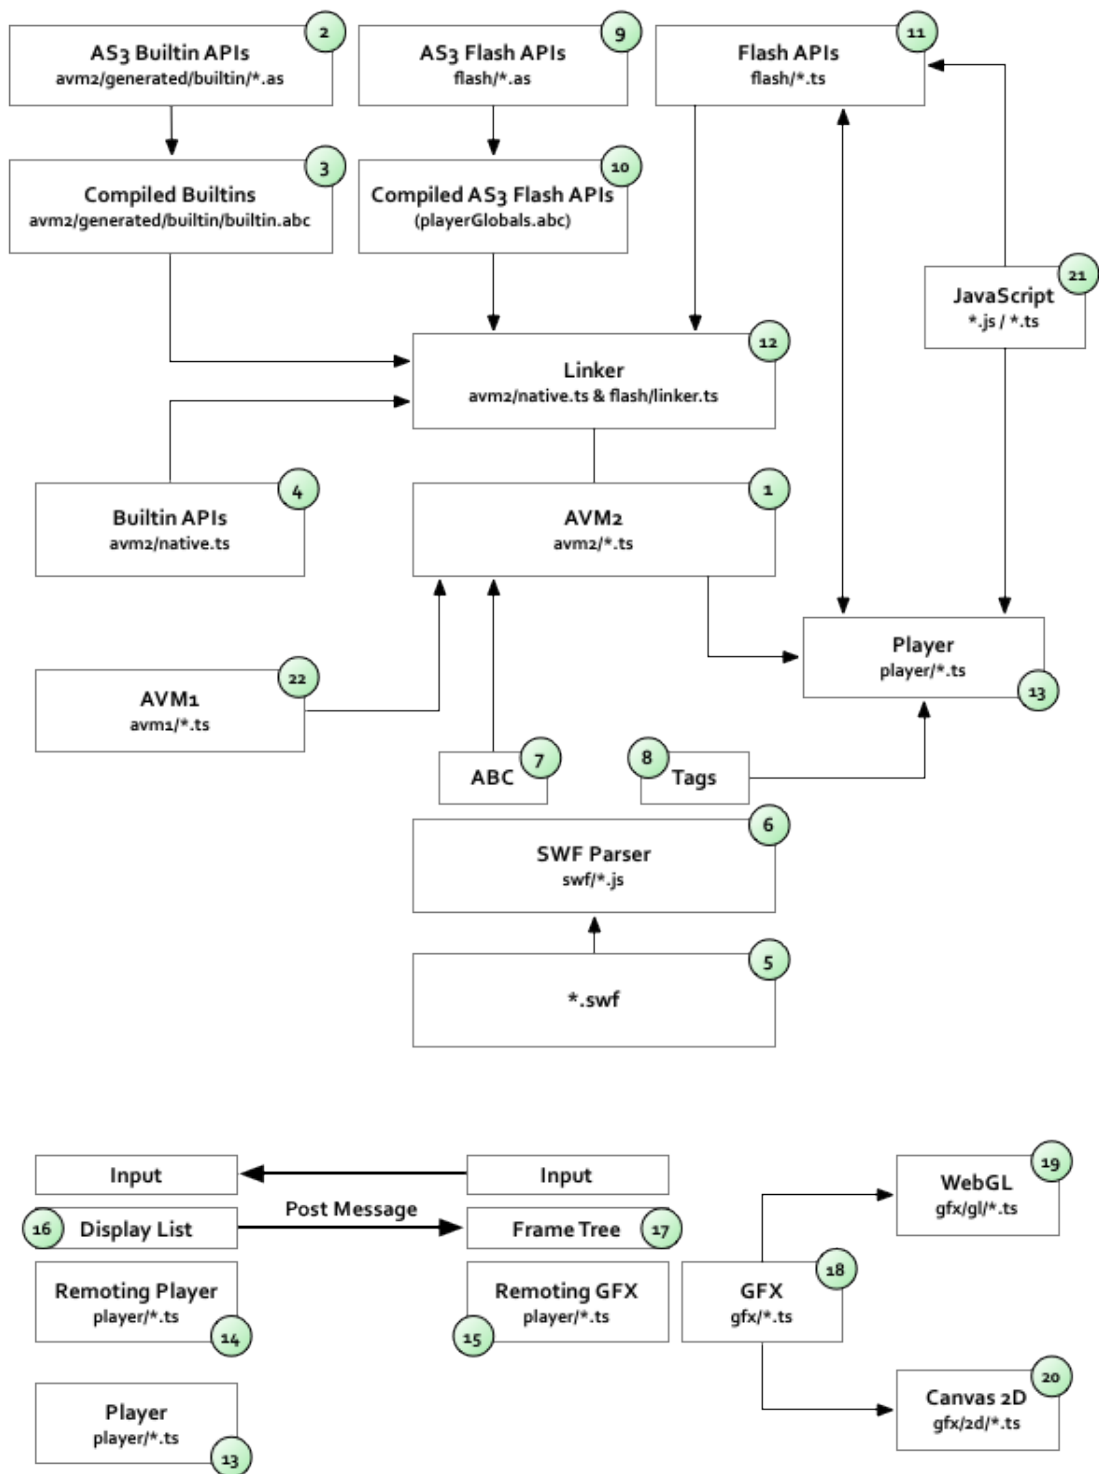 2
AS3 Builtin APIs
avm2/generated/builtin/*.as
9
AS3 Flash APIs
flash/*.as
11
Flash APIs
flash/*.ts
3
Compiled Builtins
avm2/generated/builtin/builtin.abc
10
Compiled AS3 Flash APIs
(playerGlobals.abc)
21
JavaScript
*.js / *.ts
12
Linker
avm2/native.ts & flash/linker.ts
4
Builtin APIs
avm2/native.ts
1
AVM2
avm2/*.ts
Player
player/*.ts
13
22
AVM1
avm1/*.ts
7
ABC
8
Tags
6
SWF Parser
swf/*.js
5
*.swf
Input
Input
Post Message
16
Display List
Frame Tree
17
Remoting Player
player/*.ts
14
Remoting GFX
player/*.ts
15
18
GFX
gfx/*.ts
19
WebGL
gfx/gl/*.ts
20
Canvas 2D
gfx/2d/*.ts
Player
player/*.ts
13